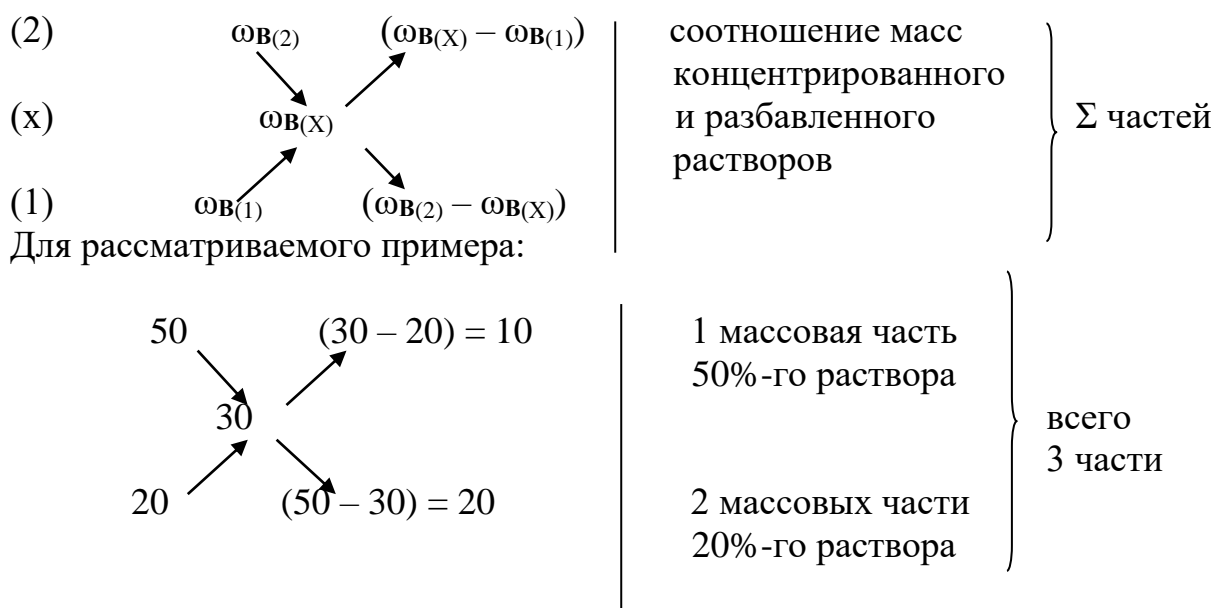 (2) ωB(2) (ωB(X) – ωB(1)) соотношение масс
концентрированного
(x) ωB(X) и разбавленного Σ частей
растворов
(1) ωB(1) (ωB(2) – ωB(X))
Для рассматриваемого примера:
50 (30 – 20) = 10 1 массовая часть
50%-го раствора
30 всего
3 части
20 (50 – 30) = 20 2 массовых части
20%-го раствора